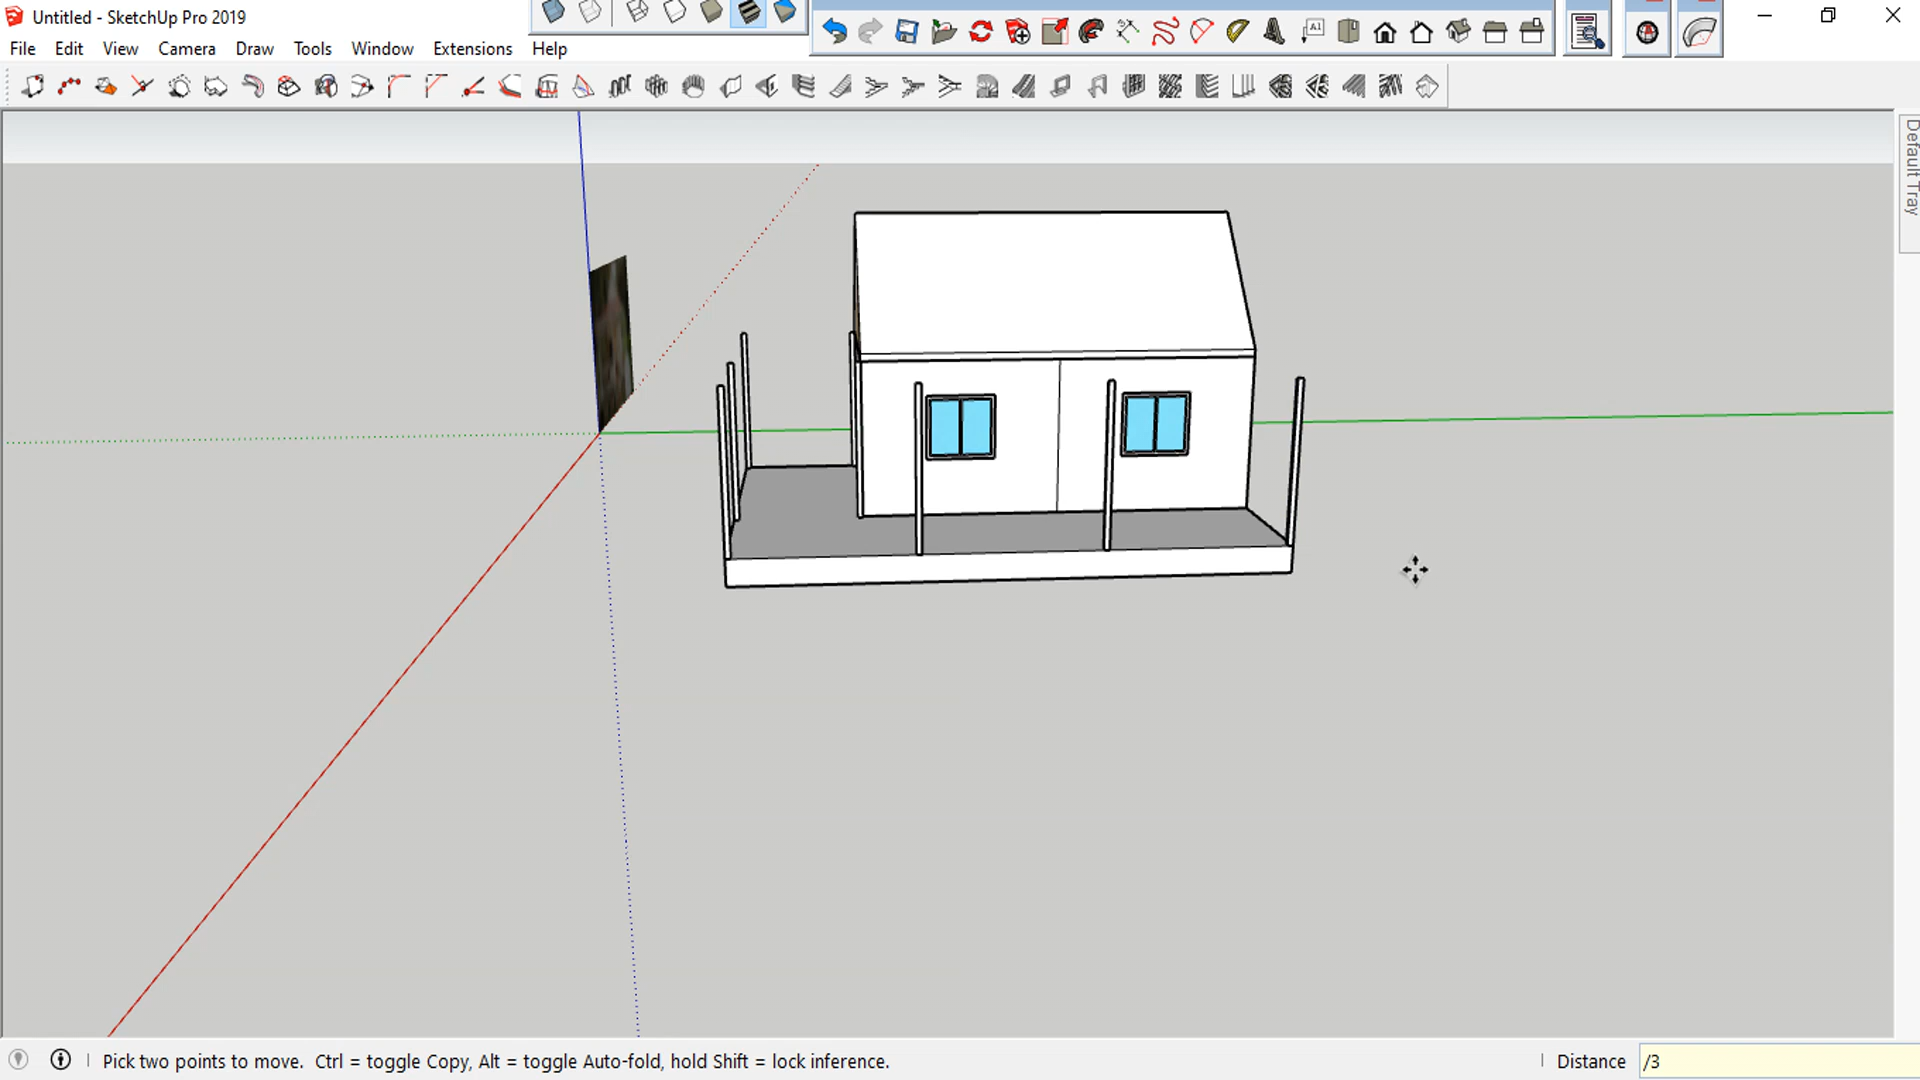 Untitled - SketchUp Pro 2019
File Edit View Camera Draw Tools Window Extensions Help
A1
Default Tray
Pick two points to move. Ctrl = toggle Copy, Alt = toggle Auto-fold, hold Shift = lock inference.
Distance /3